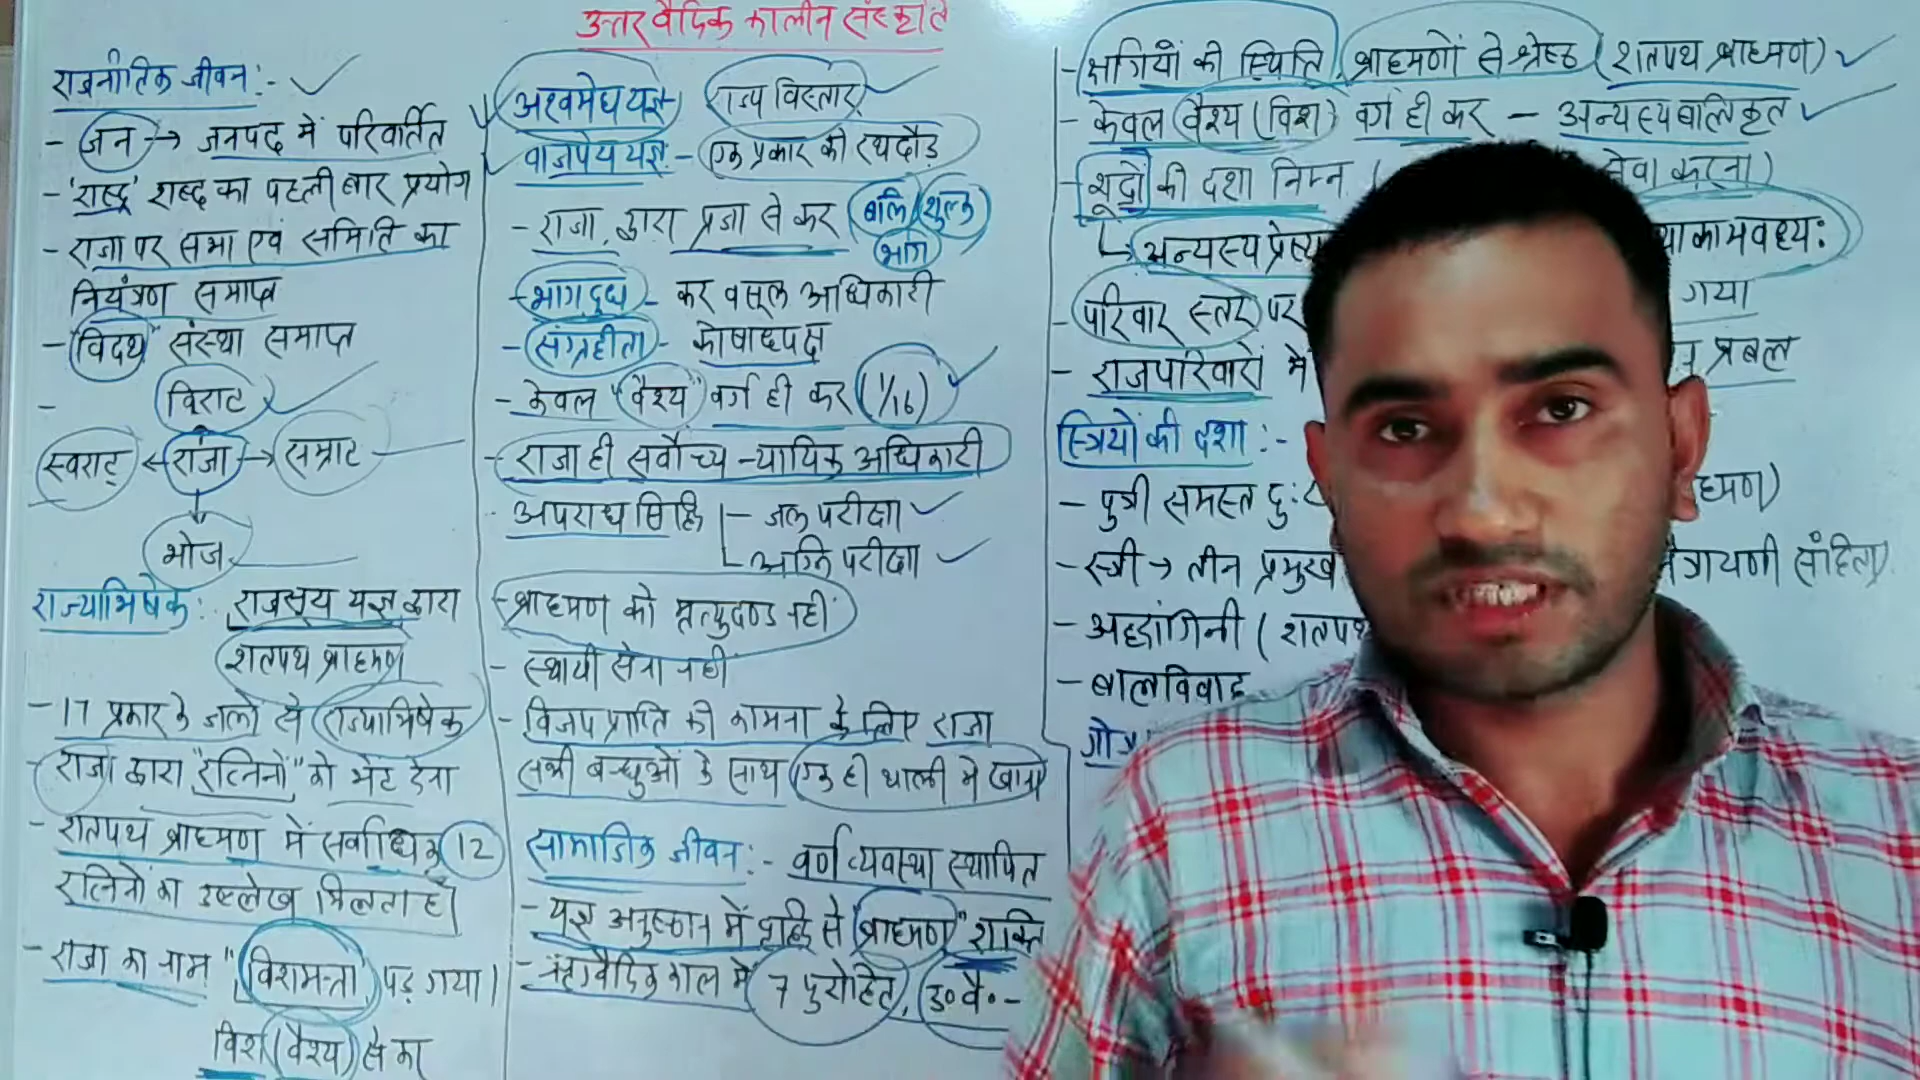 उत्तर वैदिक कालीन संस्कृति
राजनीतिक जीवन:-
- जन → जनपद में परिवर्तित
- 'राष्ट्र' शब्द का पहली बार प्रयोग
- राजा पर सभा एवं समिति का
नियंत्रण समाप्त
- "विदथ" संस्था समाप्त
- विराट
स्वराट् ← राजा → सम्राट
↓
भोज
राज्याभिषेक: राजसूय यज्ञ द्वारा
शतपथ ब्राह्मण
- 17 प्रकार के जलों से राज्याभिषेक
- राजा द्वारा "रत्निनों" को भेंट देना
- शतपथ ब्राह्मण में सर्वाधिक 12
रत्निनों का उल्लेख मिलता है।
- राजा का नाम "विशमत्ता" पड़ गया।
विश (वैश्य) से कर
अश्वमेध यज्ञ - राज्य विस्तार
वाजपेय यज्ञ - एक प्रकार की रथदौड़
- राजा द्वारा प्रजा से कर (बलि, शुल्क
भाग)
- भागदुध - कर वसूल अधिकारी
- संग्रहीता - कोषाध्यक्ष
- केवल "वैश्य" वर्ग ही कर (1/16)
- राजा ही सर्वोच्च न्यायिक अधिकारी
- अपराध सिद्धि - जल परीक्षा
- अग्नि परीक्षा
- ब्राह्मण को मृत्युदण्ड नहीं
- स्थायी सेना नहीं
- विजय प्राप्ति की कामना के लिए राजा
सभी बन्धुओं के साथ एक ही थाली में खाना
सामाजिक जीवन:- वर्ण व्यवस्था स्थापित
- यज्ञ अनुष्ठान में वृद्धि से "ब्राह्मण" शक्ति
- ऋग्वैदिक काल में 7 पुरोहित, उ०वै०-
- क्षत्रियों की स्थिति ब्राह्मणों से श्रेष्ठ (शतपथ ब्राह्मण)
- केवल वैश्य (विश) वर्ग ही कर - अन्यस्य बलिकृत
- शूद्रों की दशा निम्न ( सेवा करना)
↳ अन्यस्य प्रेष्य कामवध्य:
- परिवार स्तर पर गया
- राजपरिवारों में प्रबल
स्त्रियों की दशा:-
- पुत्री समस्त
- स्त्री → तीन प्रमुख संहिता)
- अर्द्धांगिनी (शतपथ
- बालविवाह